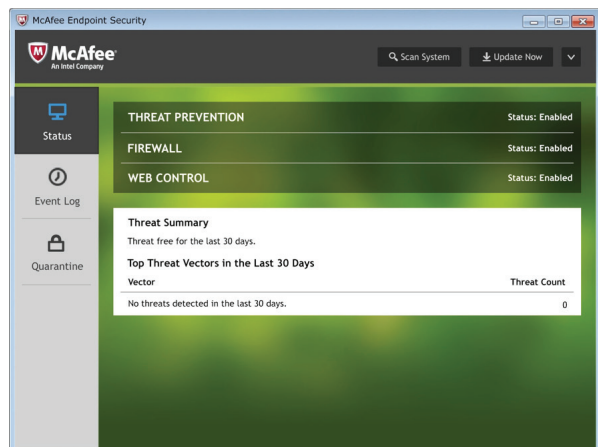 McAfee Endpoint Security
McAfee
An Intel Company
Scan System
Update Now
Status
Event Log
Quarantine
THREAT PREVENTION Status: Enabled
FIREWALL Status: Enabled
WEB CONTROL Status: Enabled
Threat Summary
Threat free for the last 30 days.
Top Threat Vectors in the Last 30 Days
Vector Threat Count
No threats detected in the last 30 days. 0